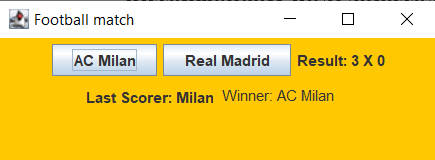 Football match
AC Milan Real Madrid Result: 3 X 0
Last Scorer: Milan Winner: AC Milan